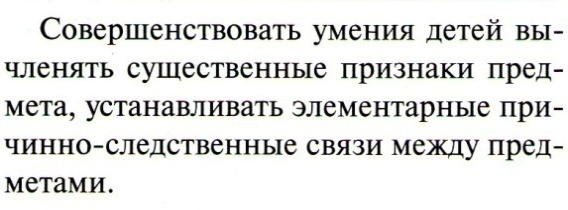 Совершенствовать умения детей вы-
членять существенные признаки пред-
мета, устанавливать элементарные при-
чинно-следственные связи между пред-
метами.